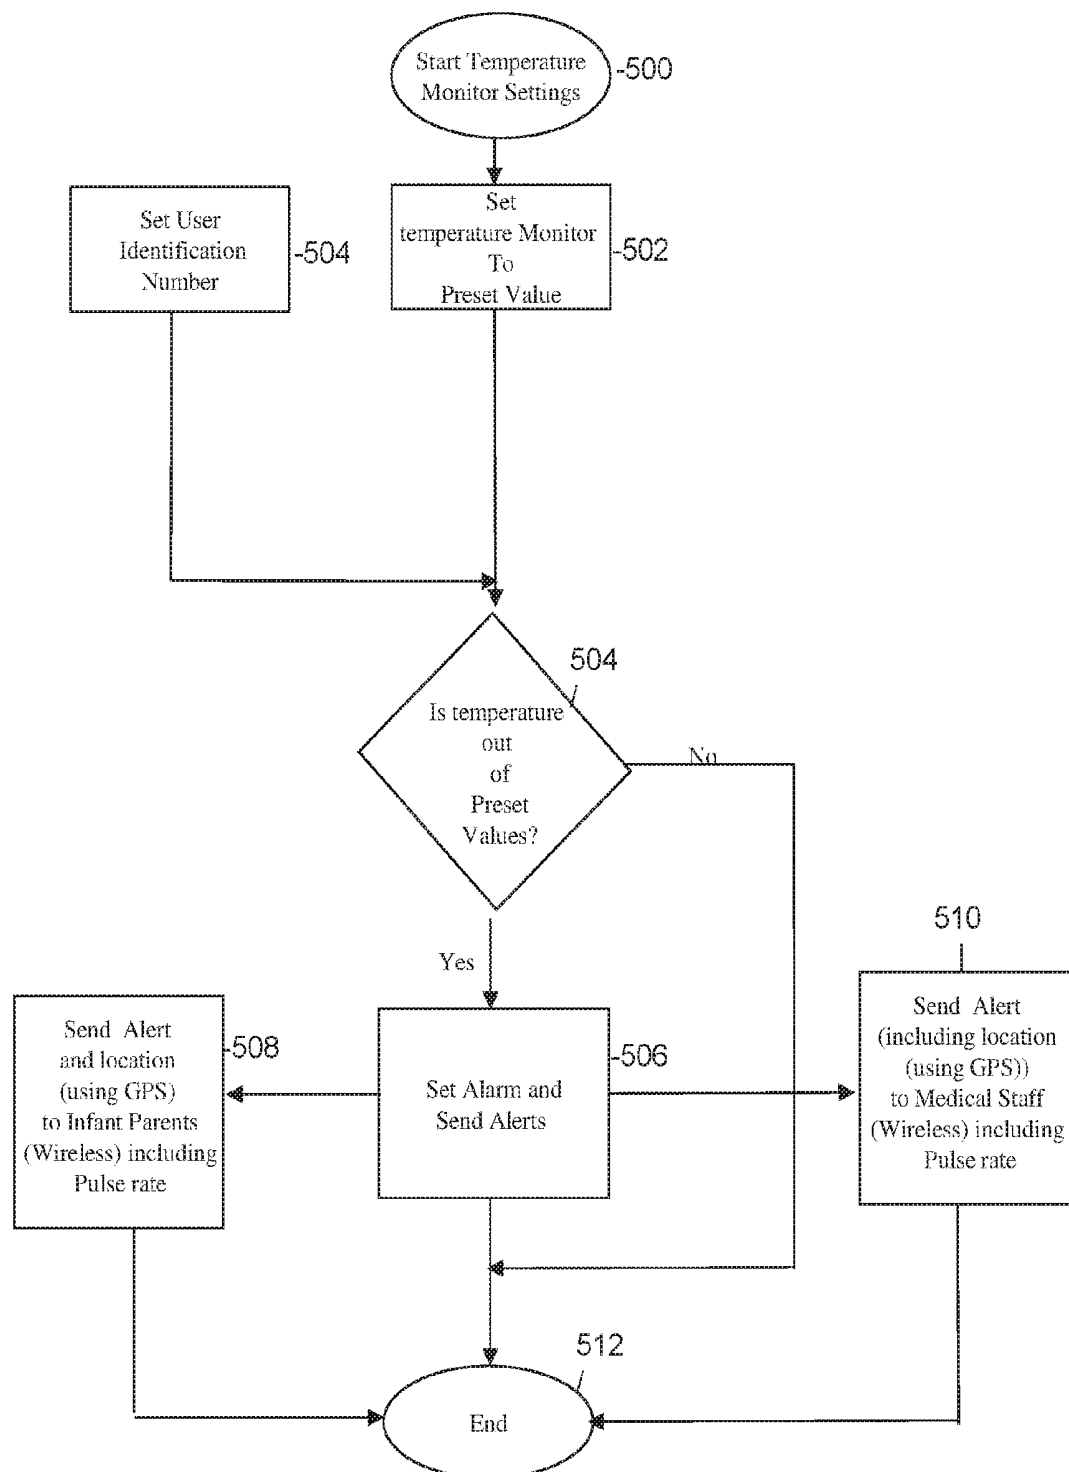 Start Temperature
Monitor Settings
-500
Set User
Identification
Number
-504
Set
temperature Monitor
To
Preset Value
-502
504
Is temperature
out
of
Preset
Values?
No
Yes
510
Send Alert
and location
(using GPS)
to Infant Parents
(Wireless) including
Pulse rate
-508
Set Alarm and
Send Alerts
-506
Send Alert
(including location
(using GPS))
to Medical Staff
(Wireless) including
Pulse rate
512
End